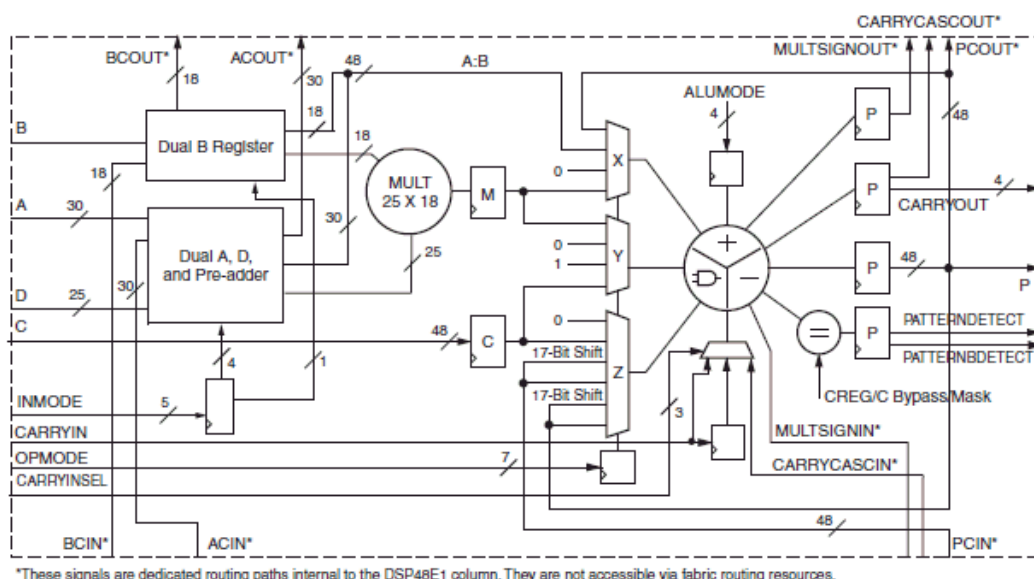 CARRYCASCOUT*
BCOUT* ACOUT* MULTSIGNOUT* PCOUT*
18 30 48 A:B
ALUMODE
4 48
B 18 P
Dual B Register 18 X
18 MULT 25 X 18 M 0 P 4
CARRYOUT
A 30 30
Dual A, D, and Pre-adder 25 0 Y + P 48
1 − P
D 25 30
C 48 C 0 = P PATTERNDETECT
17-Bit Shift Z PATTERNBDETECT
4 1 17-Bit Shift CREG/C Bypass/Mask
INMODE 5 3
CARRYIN MULTSIGNIN*
OPMODE 7 CARRYCASCIN*
CARRYINSEL
48
BCIN* ACIN* PCIN*
*These signals are dedicated routing paths internal to the DSP48E1 column. They are not accessible via fabric routing resources.